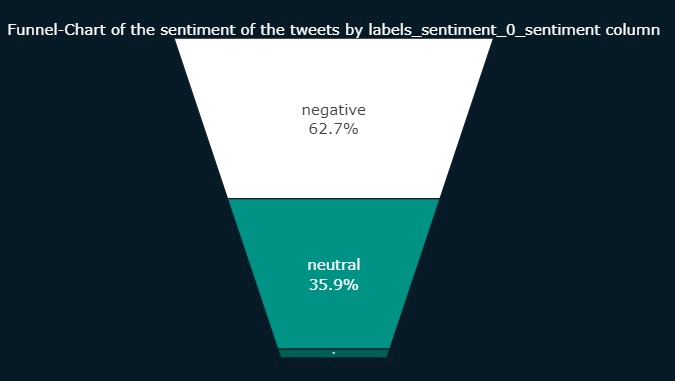 Funnel-Chart of the sentiment of the tweets by labels_sentiment_0_sentiment column
negative
62.7%
neutral
35.9%